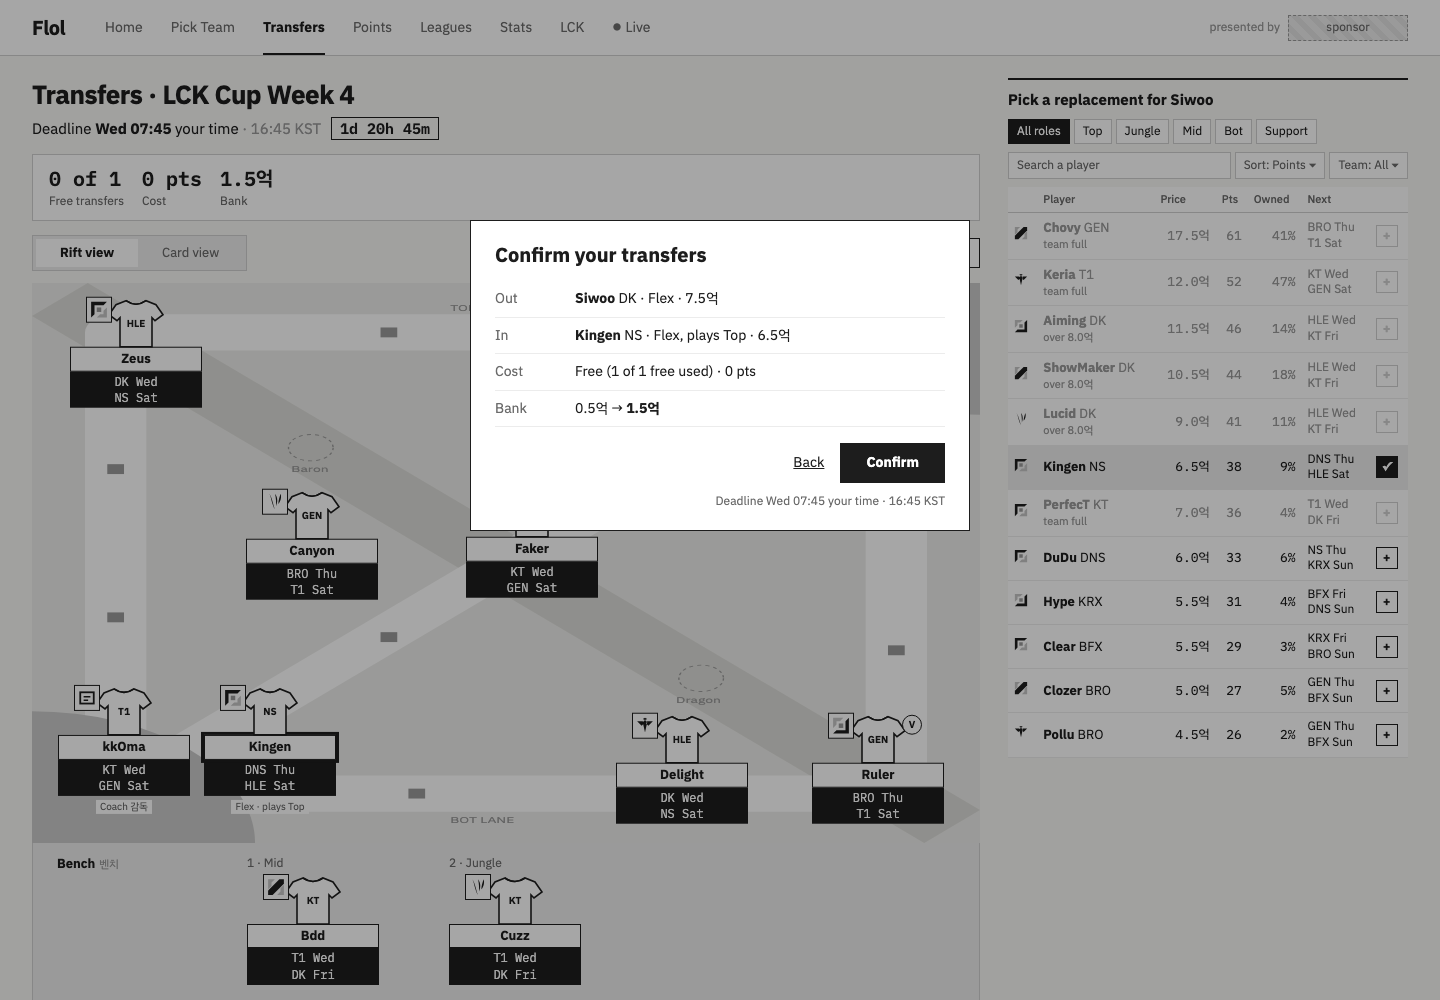 Flol
Home
Pick Team
Transfers
Points
Leagues
Stats
LCK
Live
presented by
sponsor
Transfers · LCK Cup Week 4
Deadline Wed 07:45 your time · 16:45 KST
1d 20h 45m
0 of 1
Free transfers
0 pts
Cost
1.5억
Bank
Rift view
Card view
Confirm your transfers
Out
Siwoo DK · Flex · 7.5억
In
Kingen NS · Flex, plays Top · 6.5억
Cost
Free (1 of 1 free used) · 0 pts
Bank
0.5억 → 1.5억
Back
Confirm
Deadline Wed 07:45 your time · 16:45 KST
HLE
Zeus
DK Wed
NS Sat
Baron
GEN
Canyon
BRO Thu
T1 Sat
Faker
KT Wed
GEN Sat
T1
kkOma
KT Wed
GEN Sat
Coach 감독
NS
Kingen
DNS Thu
HLE Sat
Flex · plays Top
Dragon
HLE
Delight
DK Wed
NS Sat
GEN
V
Ruler
BRO Thu
T1 Sat
BOT LANE
Bench 벤치
1 · Mid
KT
Bdd
T1 Wed
DK Fri
2 · Jungle
KT
Cuzz
T1 Wed
DK Fri
Pick a replacement for Siwoo
All roles
Top
Jungle
Mid
Bot
Support
Search a player
Sort: Points
Team: All
Player Price Pts Owned Next
Chovy GEN 17.5억 61 41% BRO Thu
team full T1 Sat
Keria T1 12.0억 52 47% KT Wed
team full GEN Sat
Aiming DK 11.5억 46 14% HLE Wed
over 8.0억 KT Fri
ShowMaker DK 10.5억 44 18% HLE Wed
over 8.0억 KT Fri
Lucid DK 9.0억 41 11% HLE Wed
over 8.0억 KT Fri
Kingen NS 6.5억 38 9% DNS Thu
HLE Sat
PerfecT KT 7.0억 36 4% T1 Wed
team full DK Fri
DuDu DNS 6.0억 33 6% NS Thu
KRX Sun
Hype KRX 5.5억 31 4% BFX Fri
DNS Sun
Clear BFX 5.5억 29 3% KRX Fri
BRO Sun
Clozer BRO 5.0억 27 5% GEN Thu
BFX Sun
Pollu BRO 4.5억 26 2% GEN Thu
BFX Sun